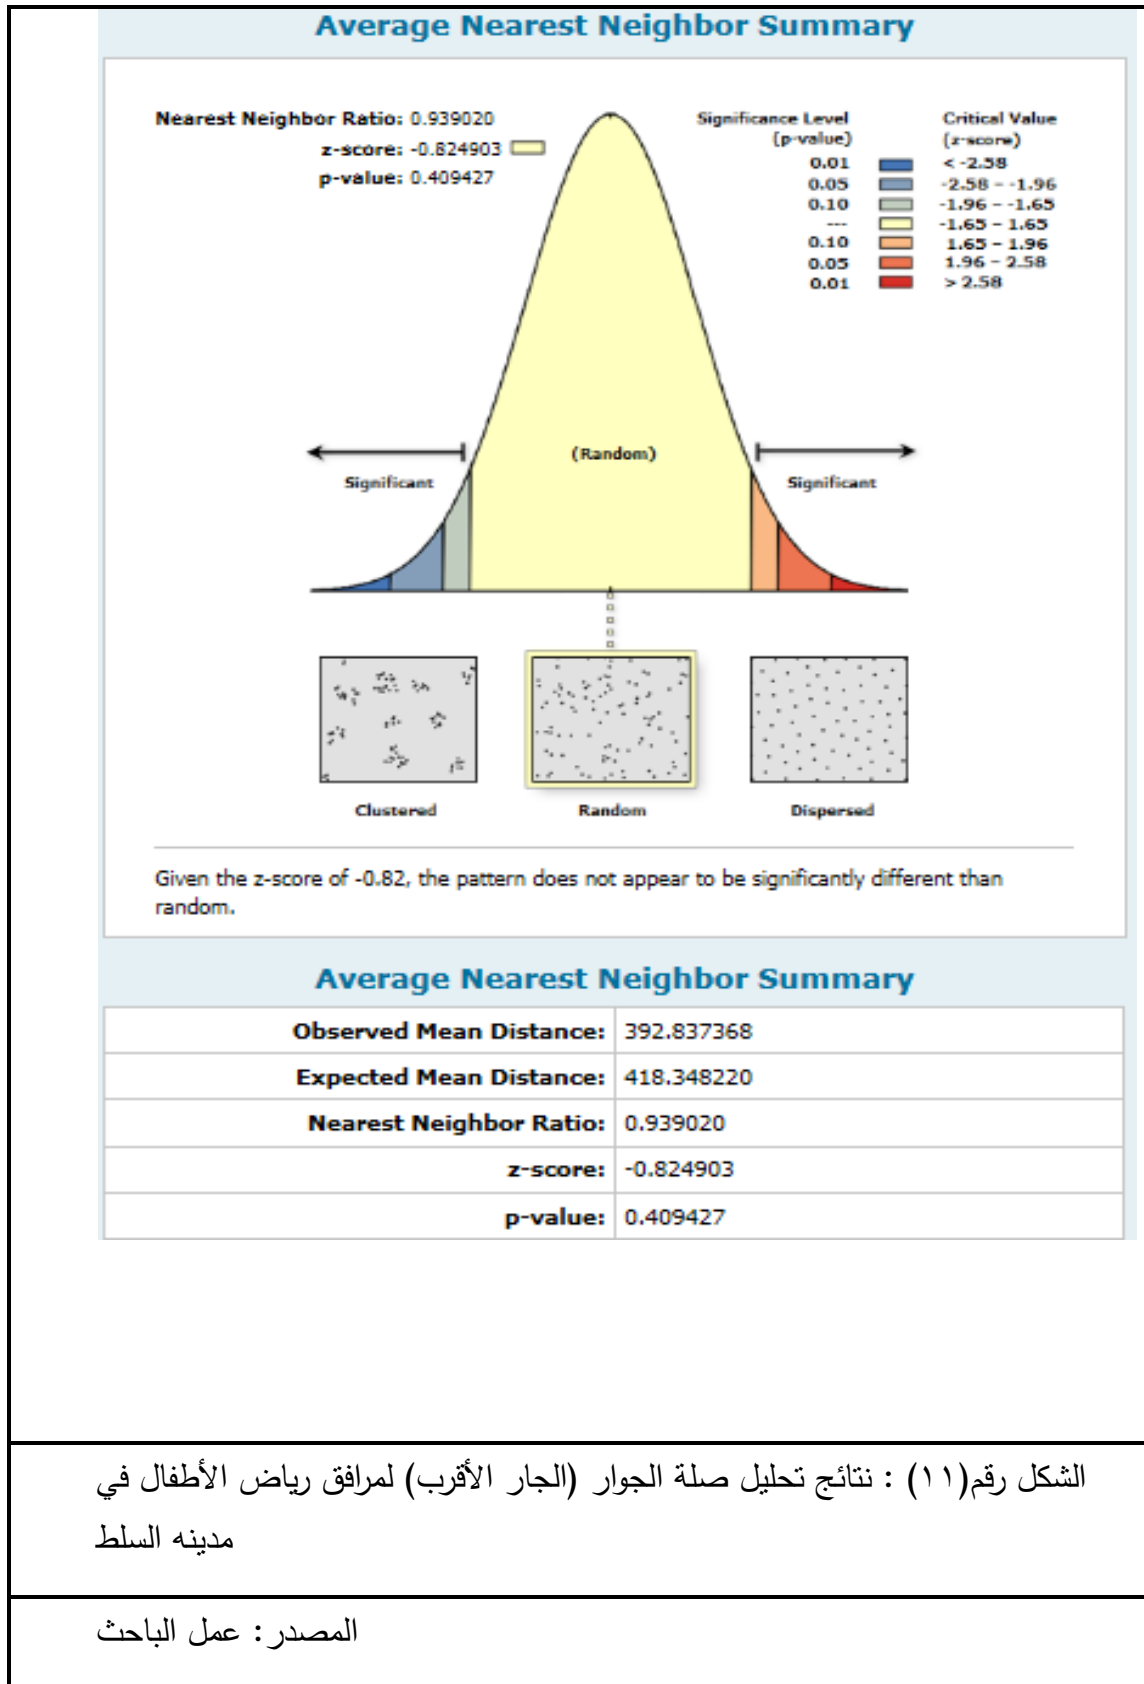 Average Nearest Neighbor Summary
Nearest Neighbor Ratio: 0.939020
z-score: -0.824903
p-value: 0.409427
Significance Level
(p-value)
Critical Value
(z-score)
0.01 < -2.58
0.05 -2.58 - -1.96
0.10 -1.96 - -1.65
--- -1.65 - 1.65
0.10 1.65 - 1.96
0.05 1.96 - 2.58
0.01 > 2.58
(Random)
Significant
Significant
Clustered
Random
Dispersed
Given the z-score of -0.82, the pattern does not appear to be significantly different than
random.
Average Nearest Neighbor Summary
Observed Mean Distance: 392.837368
Expected Mean Distance: 418.348220
Nearest Neighbor Ratio: 0.939020
z-score: -0.824903
p-value: 0.409427
الشكل رقم(١١) : نتائج تحليل صلة الجوار (الجار الأقرب) لمرافق رياض الأطفال في
مدينه السلط
المصدر: عمل الباحث